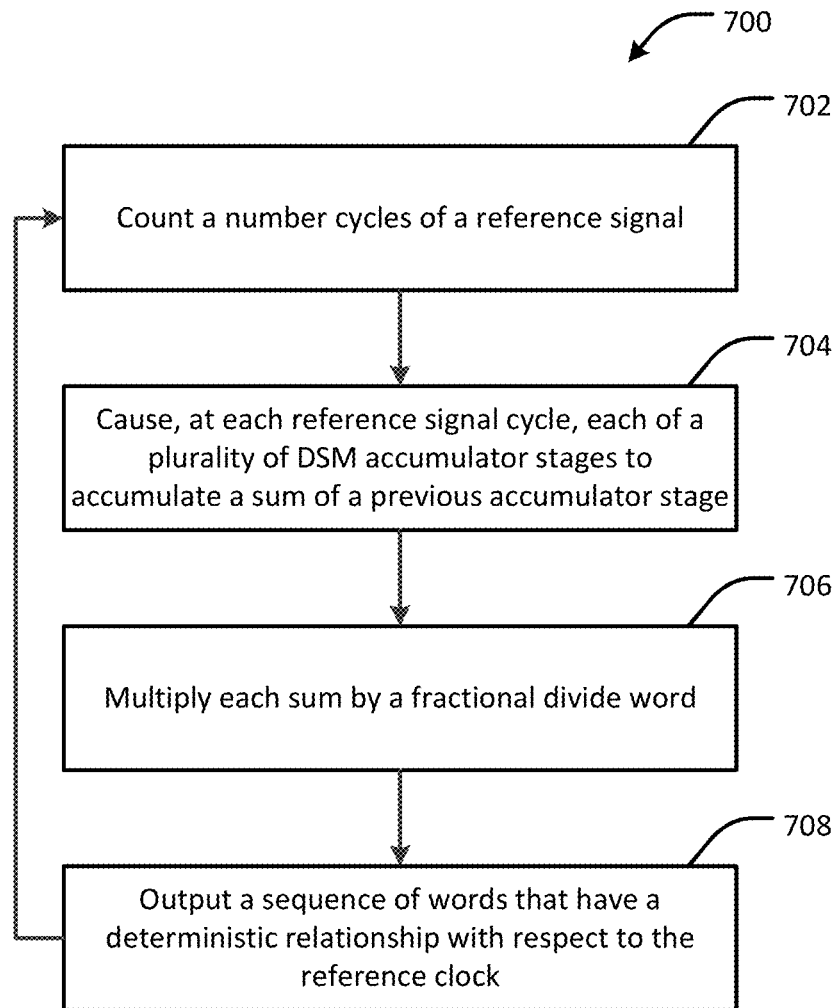 700
702
Count a number cycles of a reference signal
704
Cause, at each reference signal cycle, each of a
plurality of DSM accumulator stages to
accumulate a sum of a previous accumulator stage
706
Multiply each sum by a fractional divide word
708
Output a sequence of words that have a
deterministic relationship with respect to the
reference clock